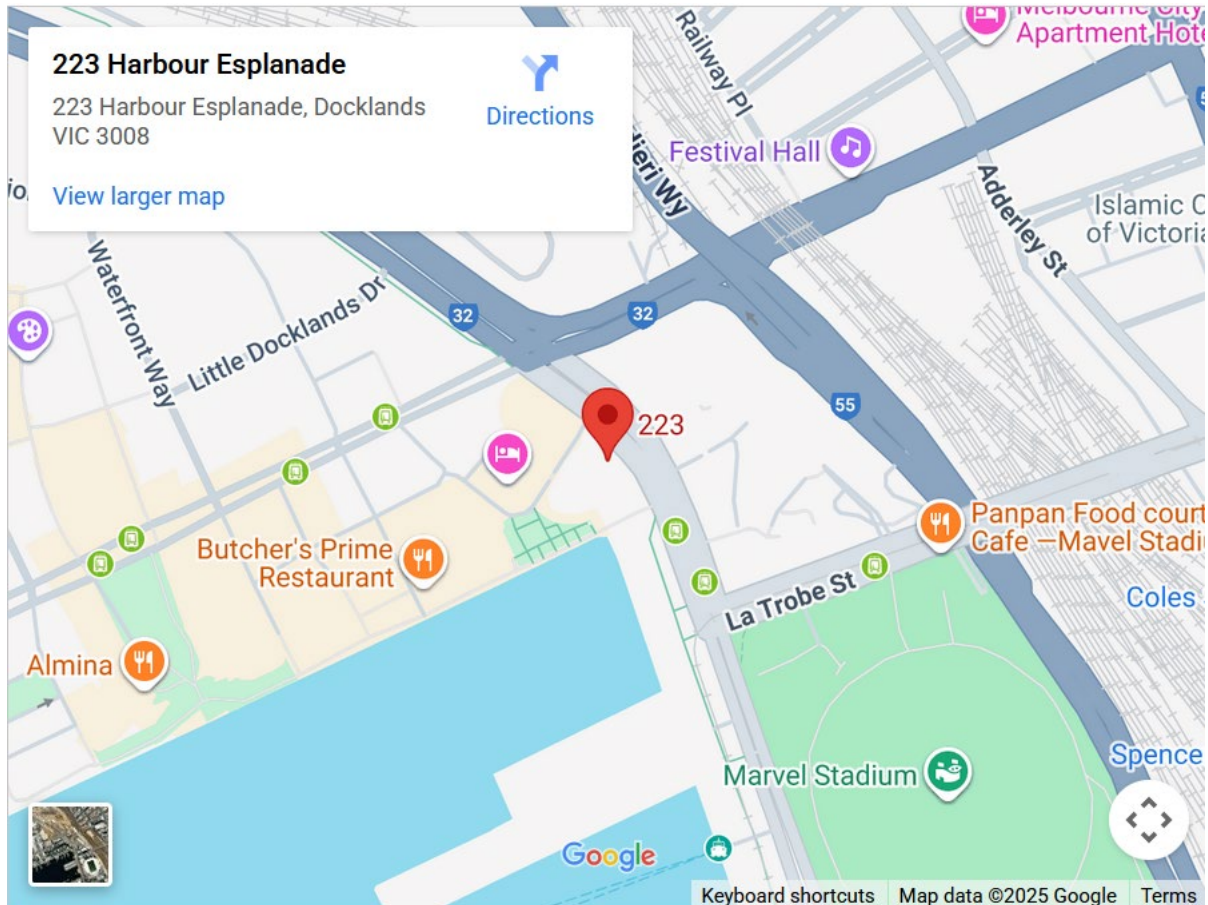 223 Harbour Esplanade
223 Harbour Esplanade, Docklands
VIC 3008
Directions
View larger map
Melbourne City
Apartment Hote
Railway Pl
Festival Hall
Adderley St
Islamic C
of Victoria
Waterfront Way
Little Docklands Dr
32
32
55
223
Butcher's Prime
Restaurant
Panpan Food court
Cafe —Mavel Stadiu
La Trobe St
Coles
Almina
Marvel Stadium
Spence
Google
Keyboard shortcuts
Map data ©2025 Google
Terms